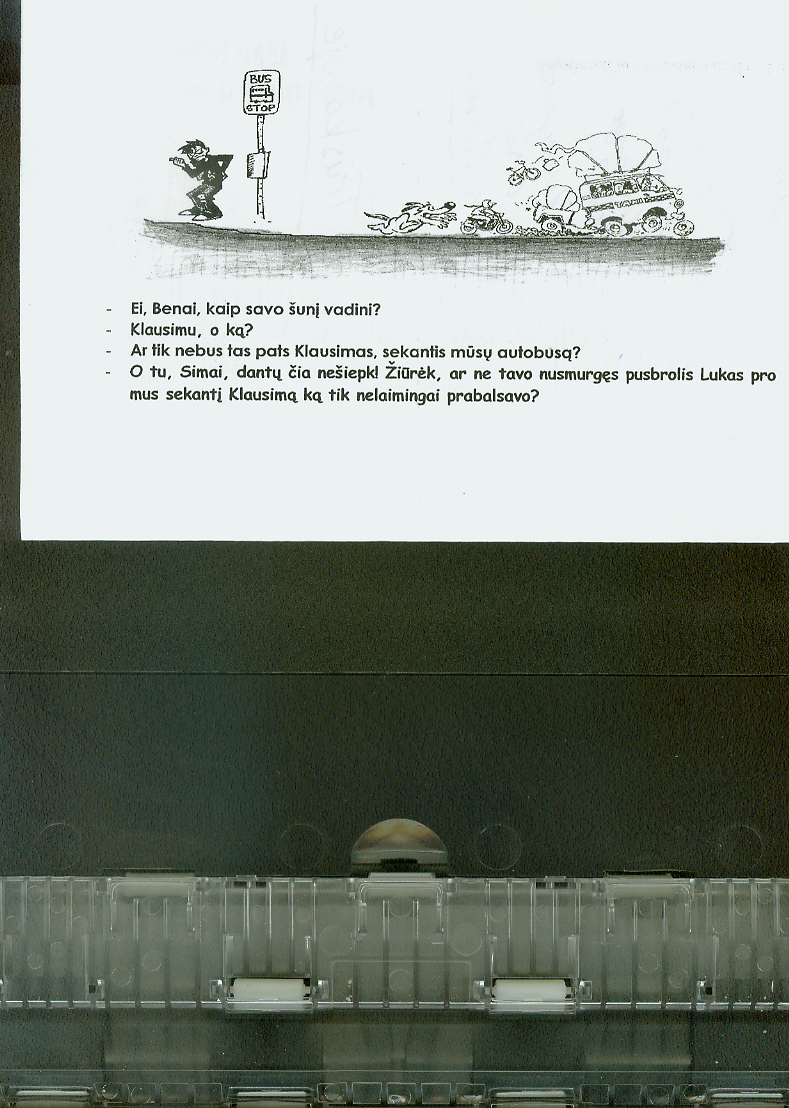 BUS
STOP
- Ei, Benai, kaip savo šunį vadini?
- Klausimu, o ką?
- Ar tik nebus tas pats Klausimas, sekantis mūsų autobusą?
- O tu, Simai, dantų čia nešiepk! Žiūrėk, ar ne tavo nusmurgęs pusbrolis Lukas pro
mus sekantį Klausimą ką tik nelaimingai prabalsavo?